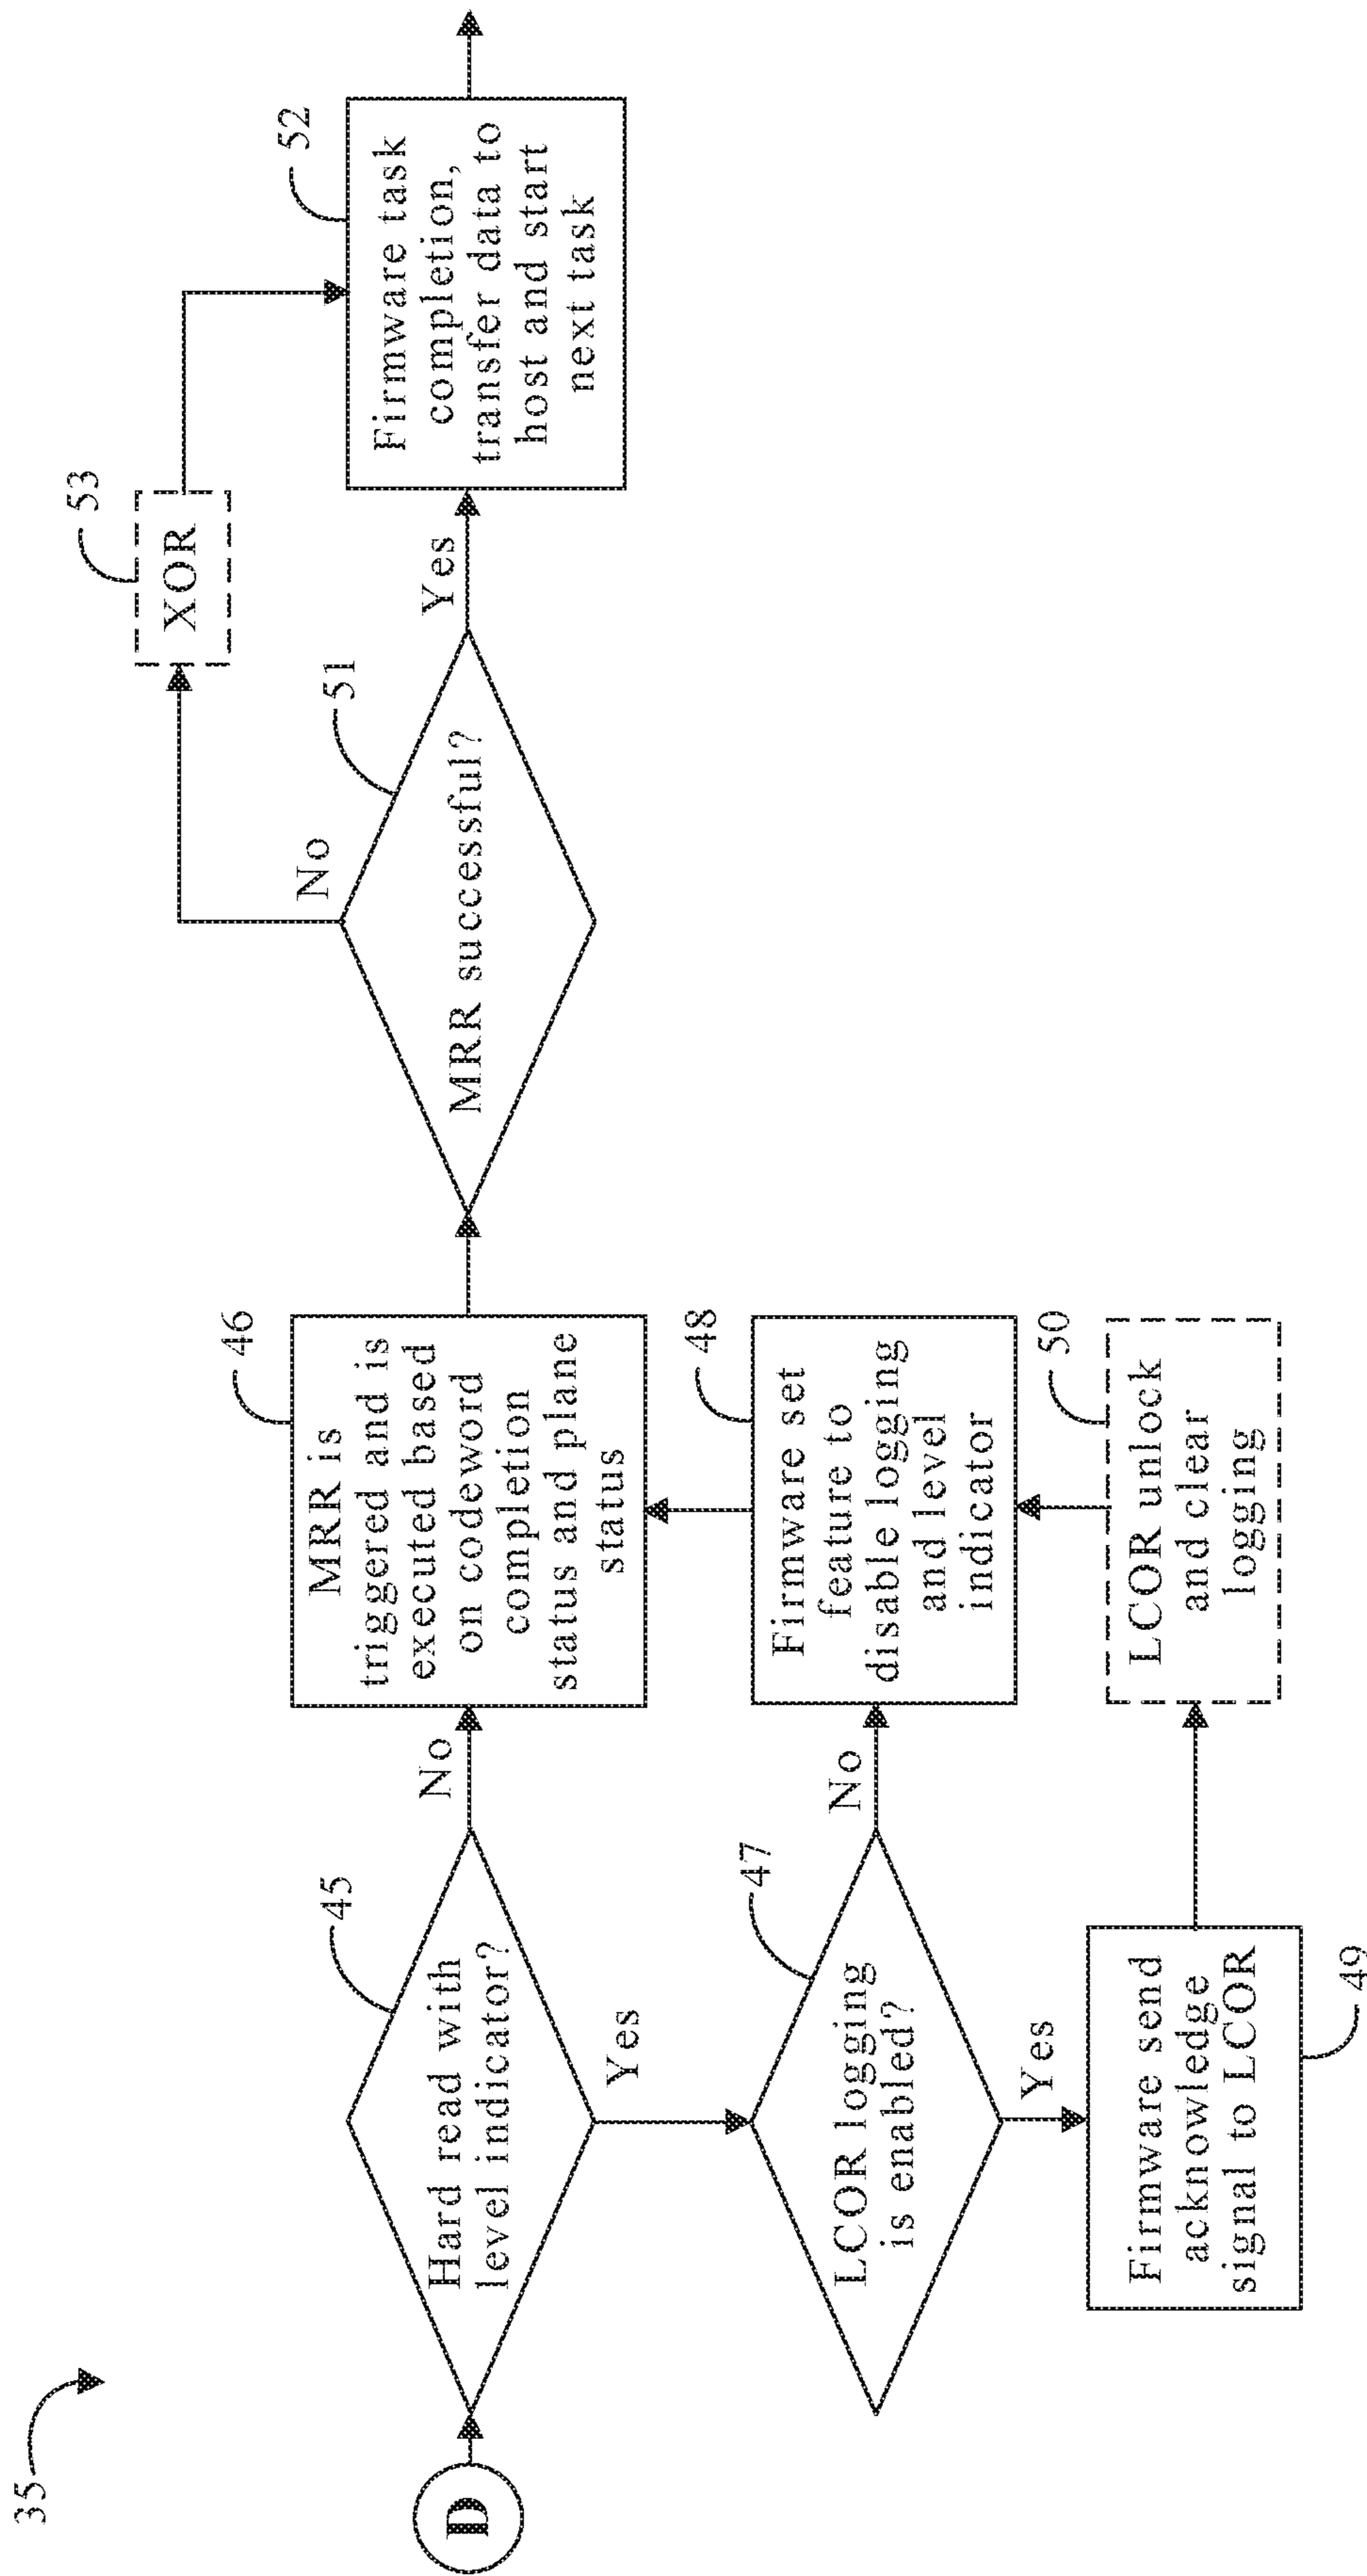 35
D
45
Hard read with
level indicator?
No
Yes
46
MRR is
triggered and is
executed based
on codeword
completion
status and plane
status
47
LCOR logging
is enabled?
No
Yes
48
Firmware set
feature to
disable logging
and level
indicator
49
Firmware send
acknowledge
signal to LCOR
50
LCOR unlock
and clear
logging
51
MRR successful?
No
Yes
53
XOR
52
Firmware task
completion,
transfer data to
host and start
next task